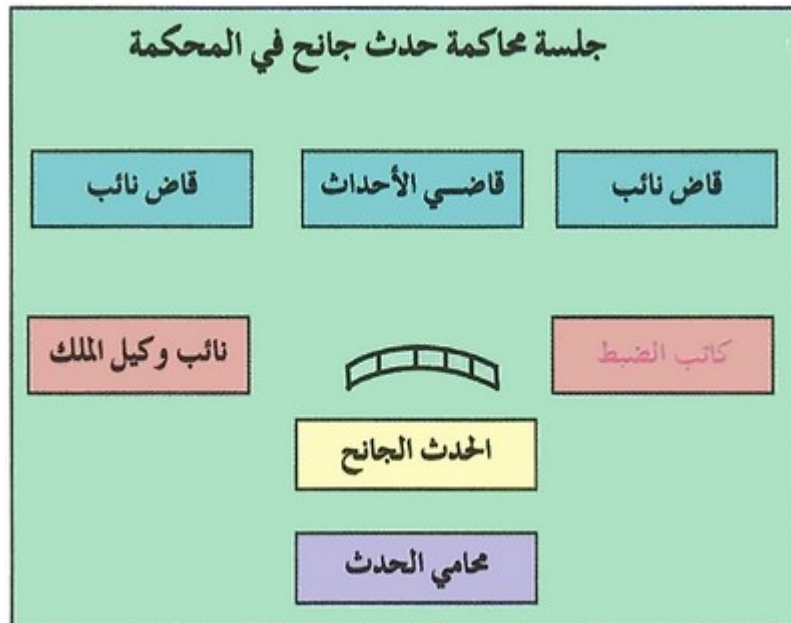 جلسة محاكمة حدث جانح في المحكمة
قاض نائب
قاضـي الأحداث
قاض نائب
كاتب الضبط
نائب وكيل الملك
الحدث الجانح
محامي الحدث